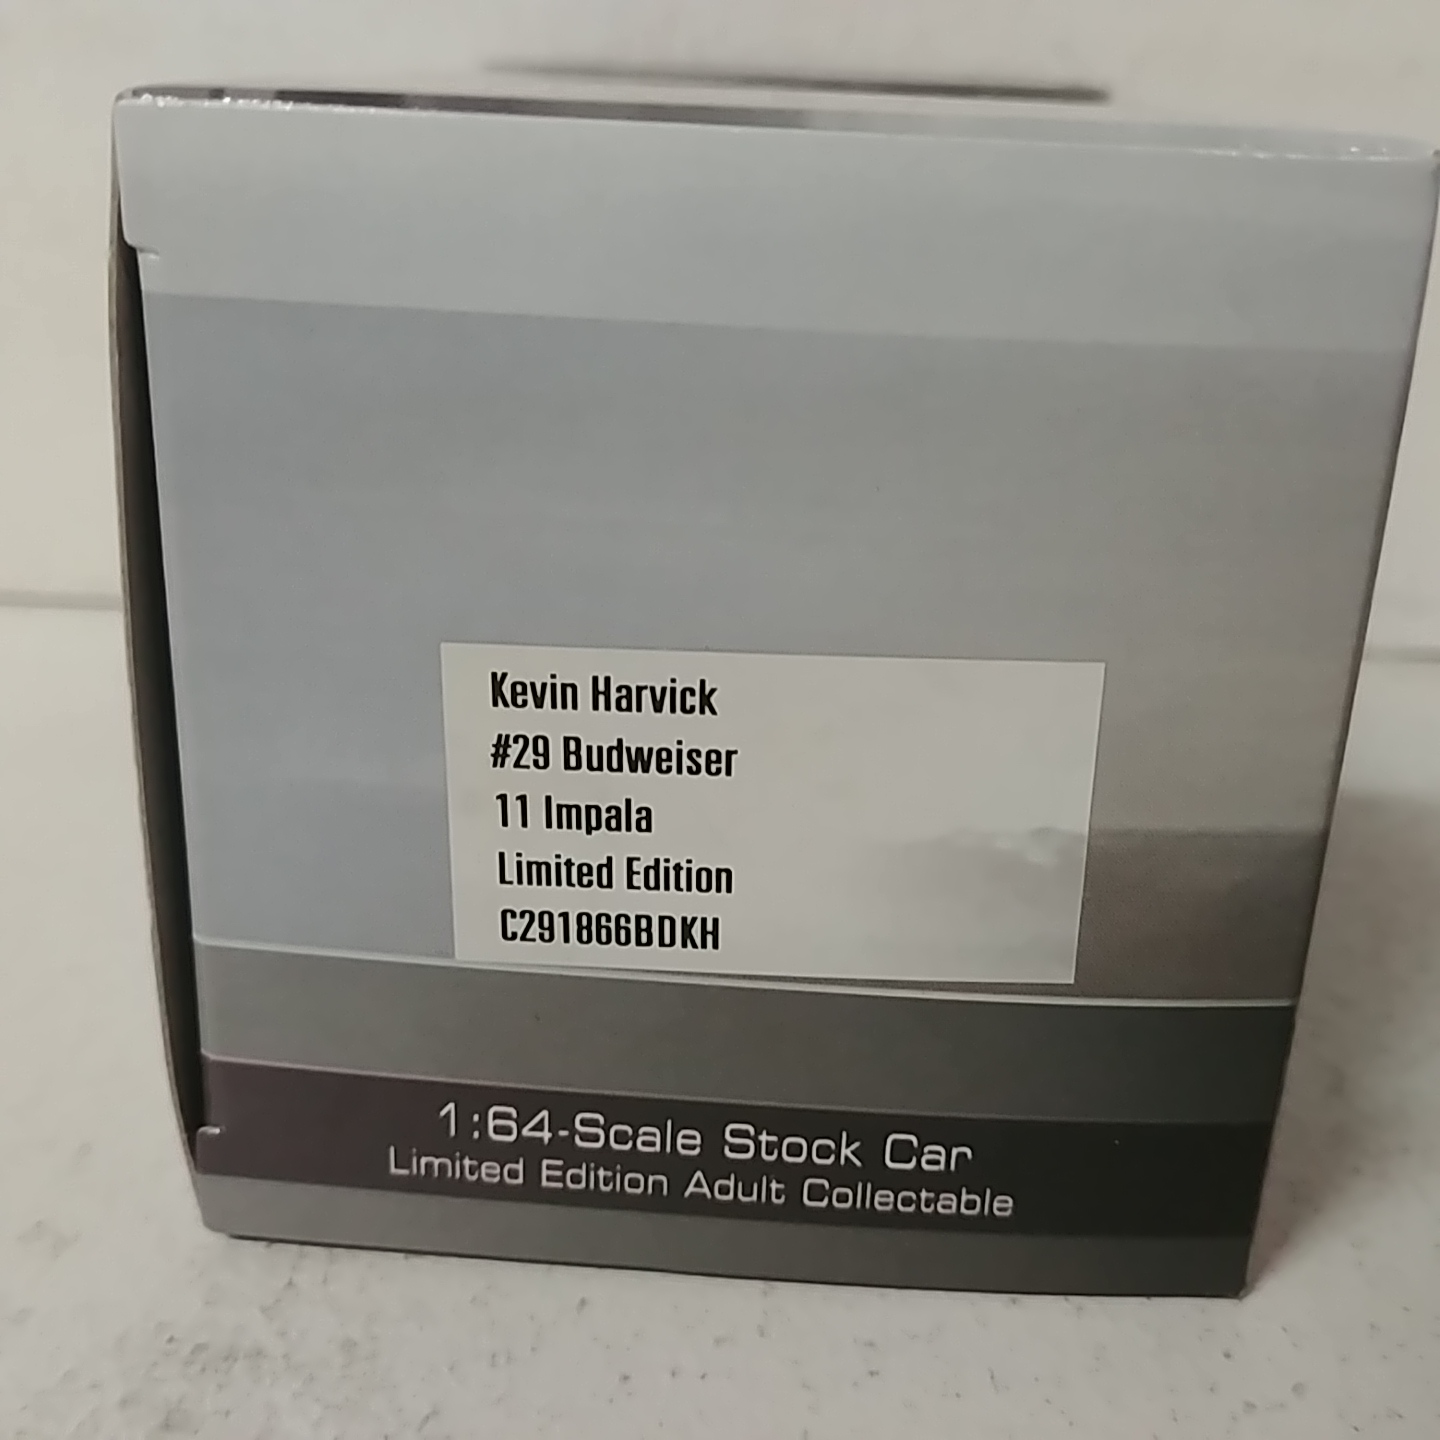 Kevin Harvick
#29 Budweiser
11 Impala
Limited Edition
C291866BDKH
1:64-Scale Stock Car
Limited Edition Adult Collectable